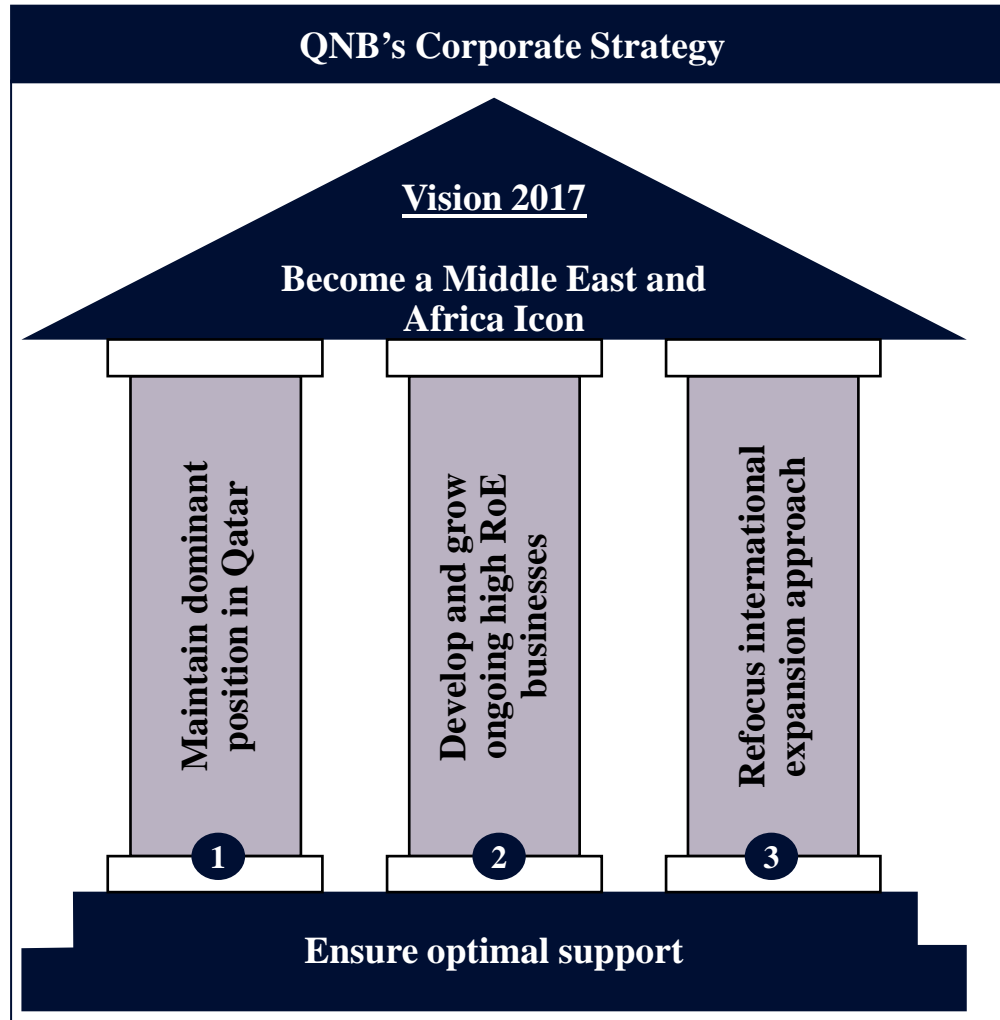 QNB’s Corporate Strategy
Vision 2017
Become a Middle East and
Africa Icon
Maintain dominant
position in Qatar
1
Develop and grow
ongoing high RoE
businesses
2
Refocus international
expansion approach
3
Ensure optimal support